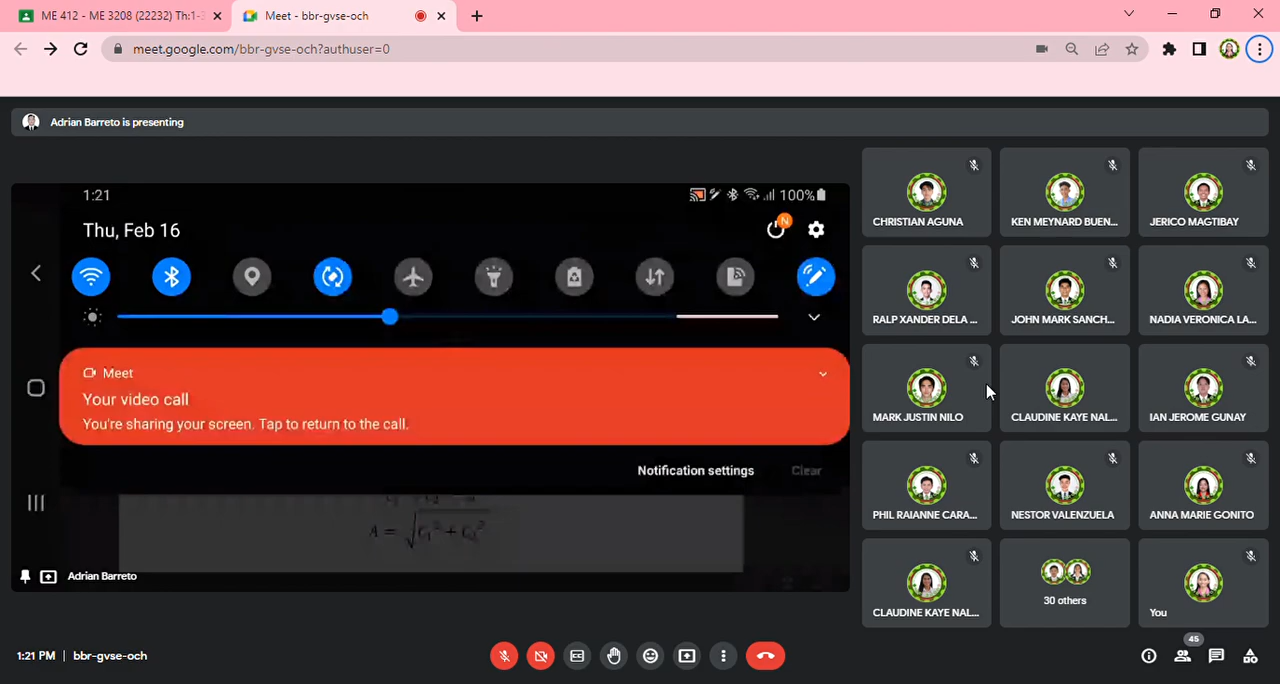 ME 412 - ME 3208 (22232) Th:1-3
Meet - bbr-gvse-och
meet.google.com/bbr-gvse-och?authuser=0
Adrian Barreto is presenting
1:21
100%
Thu, Feb 16
N
Meet
Your video call
You're sharing your screen. Tap to return to the call.
Notification settings
Clear
A = √C₁² + C₂²
Adrian Barreto
CHRISTIAN AGUNA
KEN MEYNARD BUEN...
JERICO MAGTIBAY
RALP XANDER DELA ...
JOHN MARK SANCH...
NADIA VERONICA LA...
MARK JUSTIN NILO
CLAUDINE KAYE NAL...
IAN JEROME GUNAY
PHIL RAIANNE CARA...
NESTOR VALENZUELA
ANNA MARIE GONITO
CLAUDINE KAYE NAL...
30 others
You
1:21 PM | bbr-gvse-och
45